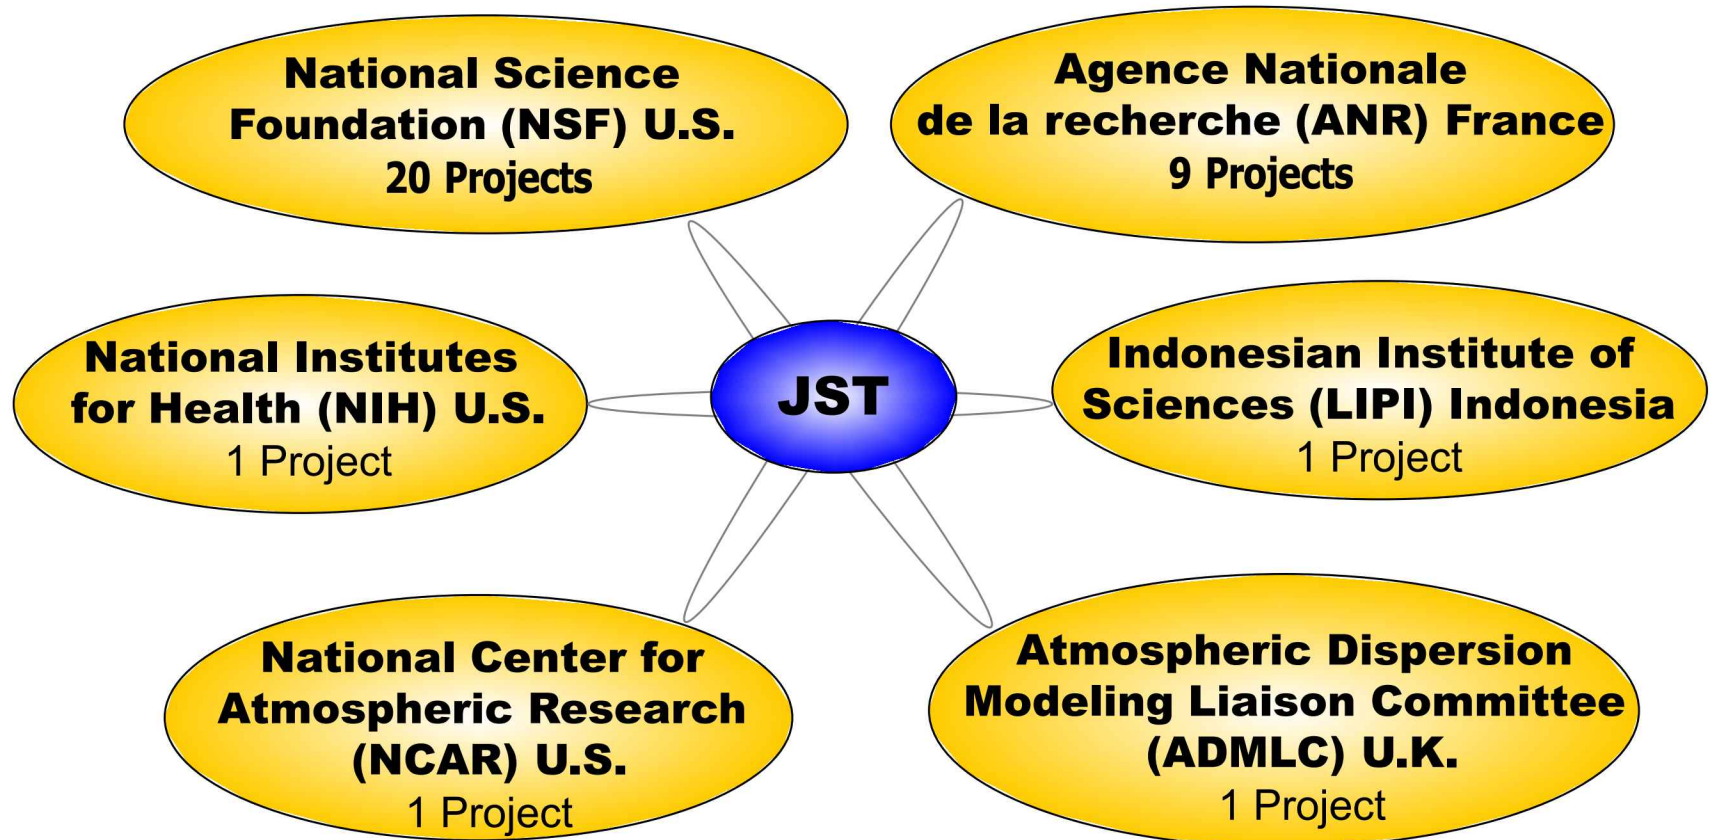 National Science
Foundation (NSF) U.S.
20 Projects
Agence Nationale
de la recherche (ANR) France
9 Projects
National Institutes
for Health (NIH) U.S.
1 Project
JST
Indonesian Institute of
Sciences (LIPI) Indonesia
1 Project
National Center for
Atmospheric Research
(NCAR) U.S.
1 Project
Atmospheric Dispersion
Modeling Liaison Committee
(ADMLC) U.K.
1 Project